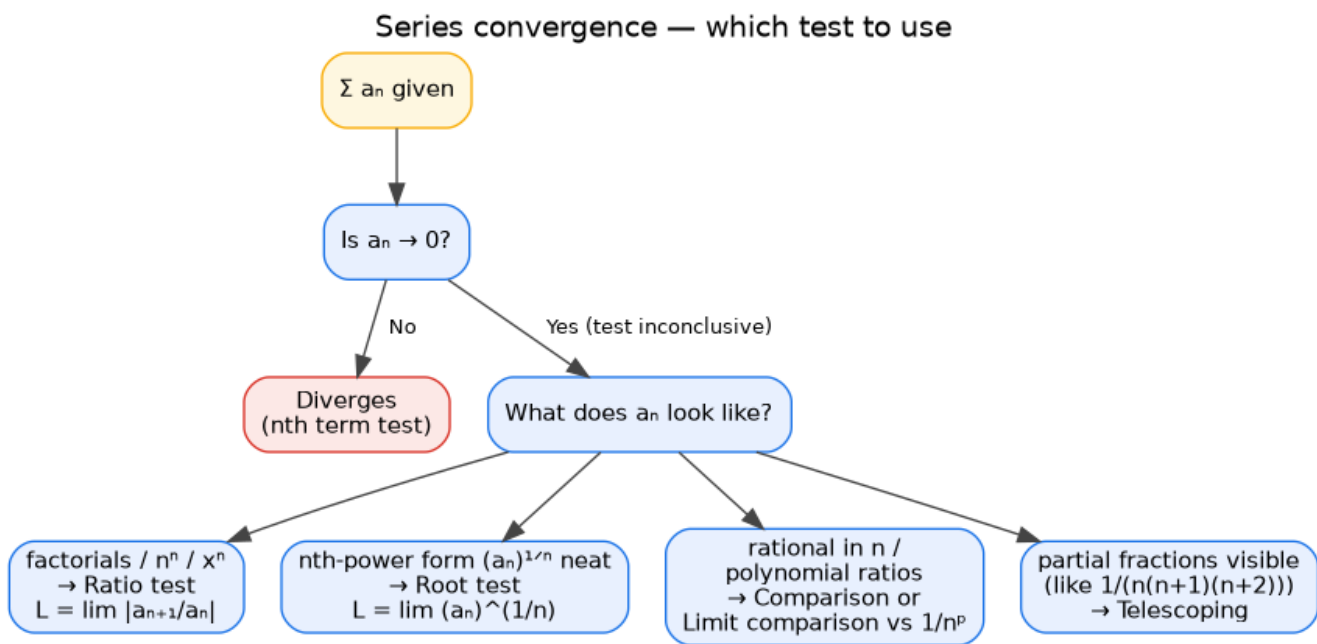 Series convergence — which test to use
Σ aₙ given
Is aₙ → 0?
No
Yes (test inconclusive)
Diverges
(nth term test)
What does aₙ look like?
factorials / nⁿ / xⁿ
→ Ratio test
L = lim |aₙ₊₁/aₙ|
nth-power form (aₙ)¹ᐟⁿ neat
→ Root test
L = lim (aₙ)^(1/n)
rational in n /
polynomial ratios
→ Comparison or
Limit comparison vs 1/nᵖ
partial fractions visible
(like 1/(n(n+1)(n+2)))
→ Telescoping